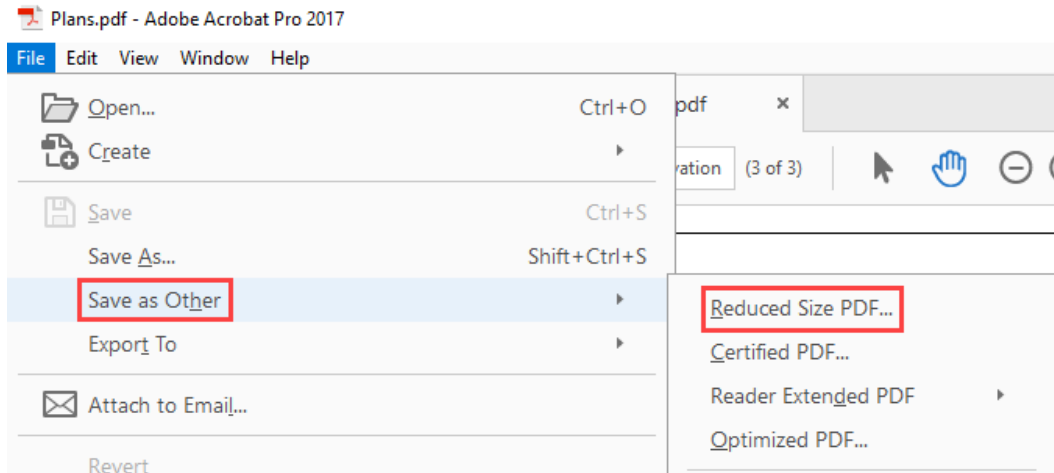 Plans.pdf - Adobe Acrobat Pro 2017
File Edit View Window Help
Open... Ctrl+O
pdf ×
Create
vation (3 of 3)
Save Ctrl+S
Save As... Shift+Ctrl+S
Save as Other
Reduced Size PDF...
Export To
Certified PDF...
Attach to Email...
Reader Extended PDF
Optimized PDF...
Revert